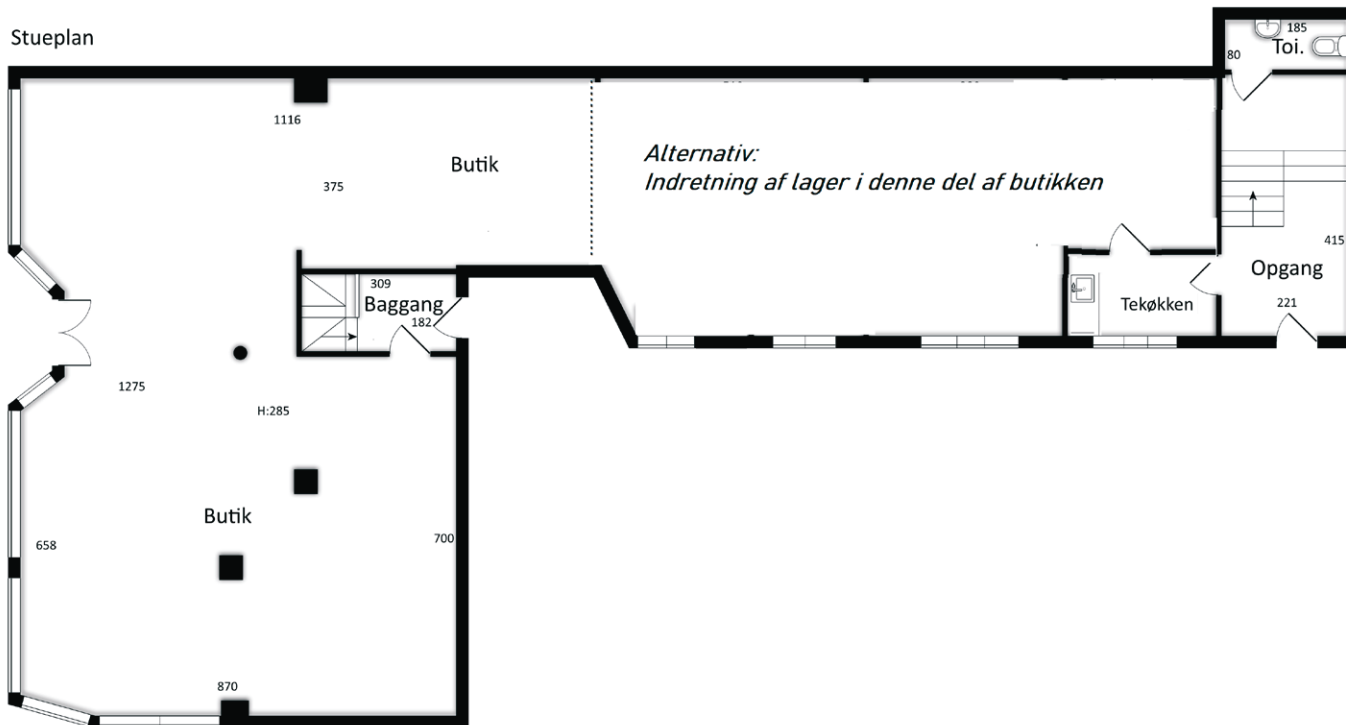 Stueplan
185
Toi.
80
1116
Butik
Alternativ:
Indretning af lager i denne del af butikken
375
415
Opgang
309
Baggang
182
Tekøkken
221
1275
H:285
Butik
658
700
870